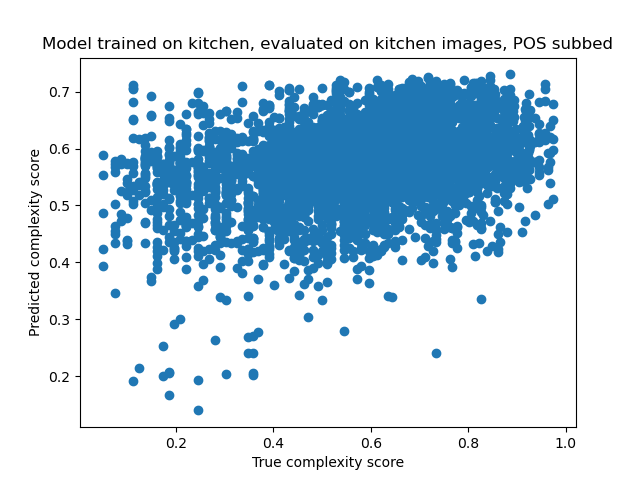 Model trained on kitchen, evaluated on kitchen images, POS subbed
Predicted complexity score
0.7
0.6
0.5
0.4
0.3
0.2
0.2 0.4 0.6 0.8 1.0
True complexity score